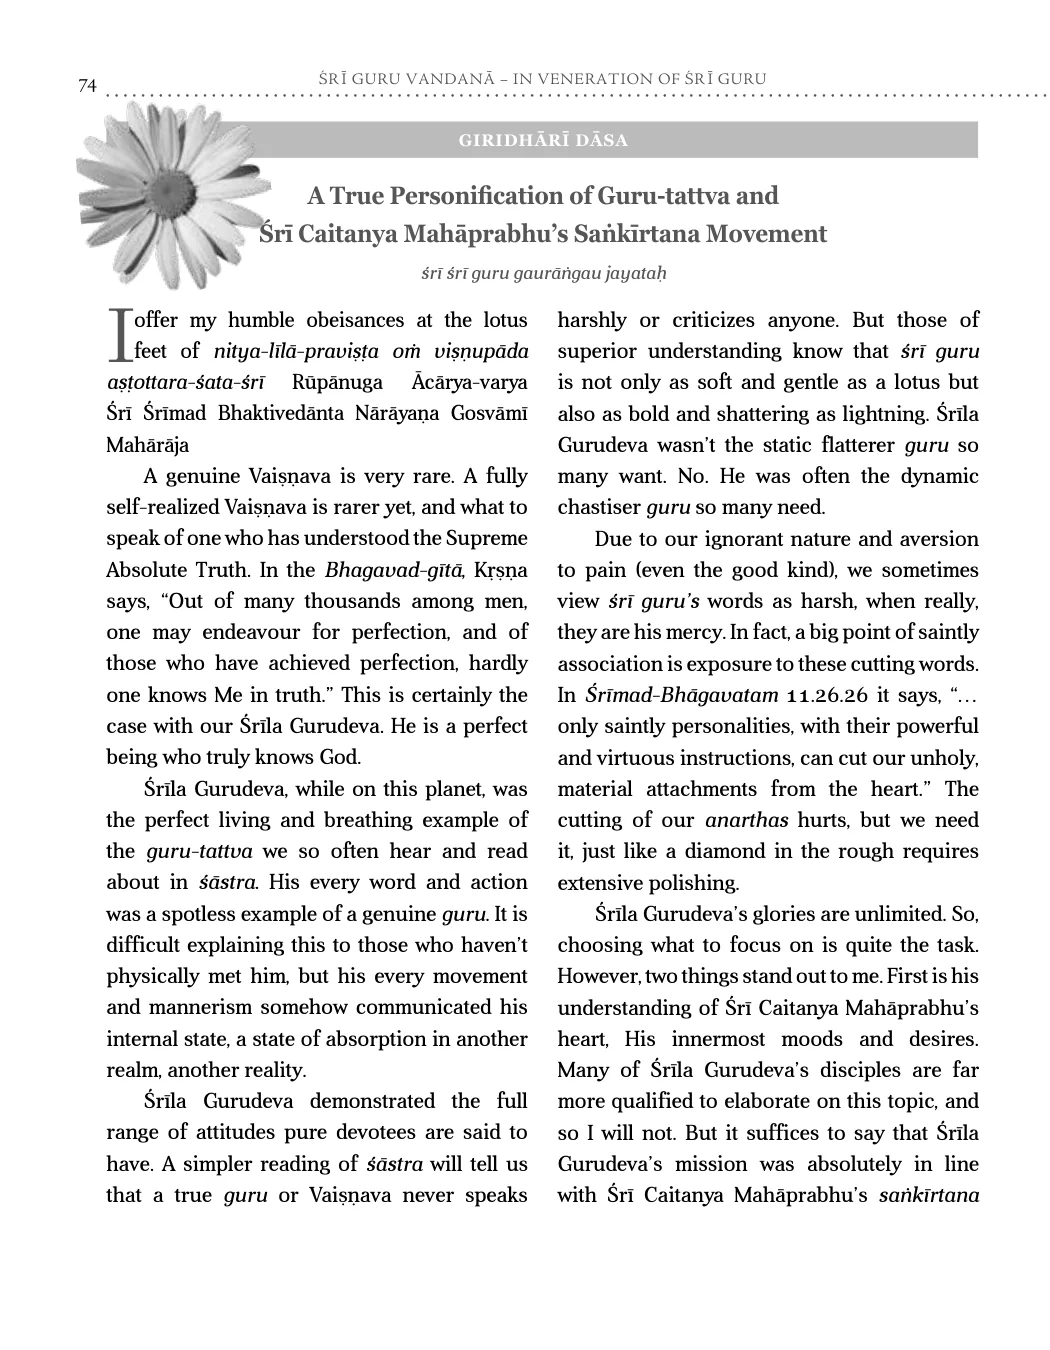 74
ŚRĪ GURU VANDANĀ – IN VENERATION OF ŚRĪ GURU
GIRIDHĀRĪ DĀSA
A True Personification of Guru-tattva and
Śrī Caitanya Mahāprabhu’s Saṅkīrtana Movement
śrī śrī guru gaurāṅgau jayataḥ
I offer my humble obeisances at the lotus
feet of nitya-līlā-praviṣṭa oṁ viṣṇupāda
aṣṭottara-śata-śrī Rūpānuga Ācārya-varya
Śrī Śrīmad Bhaktivedānta Nārāyaṇa Gosvāmī
Mahārāja
A genuine Vaiṣṇava is very rare. A fully
self-realized Vaiṣṇava is rarer yet, and what to
speak of one who has understood the Supreme
Absolute Truth. In the Bhagavad-gītā, Kṛṣṇa
says, “Out of many thousands among men,
one may endeavour for perfection, and of
those who have achieved perfection, hardly
one knows Me in truth.” This is certainly the
case with our Śrīla Gurudeva. He is a perfect
being who truly knows God.
Śrīla Gurudeva, while on this planet, was
the perfect living and breathing example of
the guru-tattva we so often hear and read
about in śāstra. His every word and action
was a spotless example of a genuine guru. It is
difficult explaining this to those who haven’t
physically met him, but his every movement
and mannerism somehow communicated his
internal state, a state of absorption in another
realm, another reality.
Śrīla Gurudeva demonstrated the full
range of attitudes pure devotees are said to
have. A simpler reading of śāstra will tell us
that a true guru or Vaiṣṇava never speaks
harshly or criticizes anyone. But those of
superior understanding know that śrī guru
is not only as soft and gentle as a lotus but
also as bold and shattering as lightning. Śrīla
Gurudeva wasn’t the static flatterer guru so
many want. No. He was often the dynamic
chastiser guru so many need.
Due to our ignorant nature and aversion
to pain (even the good kind), we sometimes
view śrī guru’s words as harsh, when really,
they are his mercy. In fact, a big point of saintly
association is exposure to these cutting words.
In Śrīmad-Bhāgavatam 11.26.26 it says, “…
only saintly personalities, with their powerful
and virtuous instructions, can cut our unholy,
material attachments from the heart.” The
cutting of our anarthas hurts, but we need
it, just like a diamond in the rough requires
extensive polishing.
Śrīla Gurudeva’s glories are unlimited. So,
choosing what to focus on is quite the task.
However, two things stand out to me. First is his
understanding of Śrī Caitanya Mahāprabhu’s
heart, His innermost moods and desires.
Many of Śrīla Gurudeva’s disciples are far
more qualified to elaborate on this topic, and
so I will not. But it suffices to say that Śrīla
Gurudeva’s mission was absolutely in line
with Śrī Caitanya Mahāprabhu’s saṅkīrtana